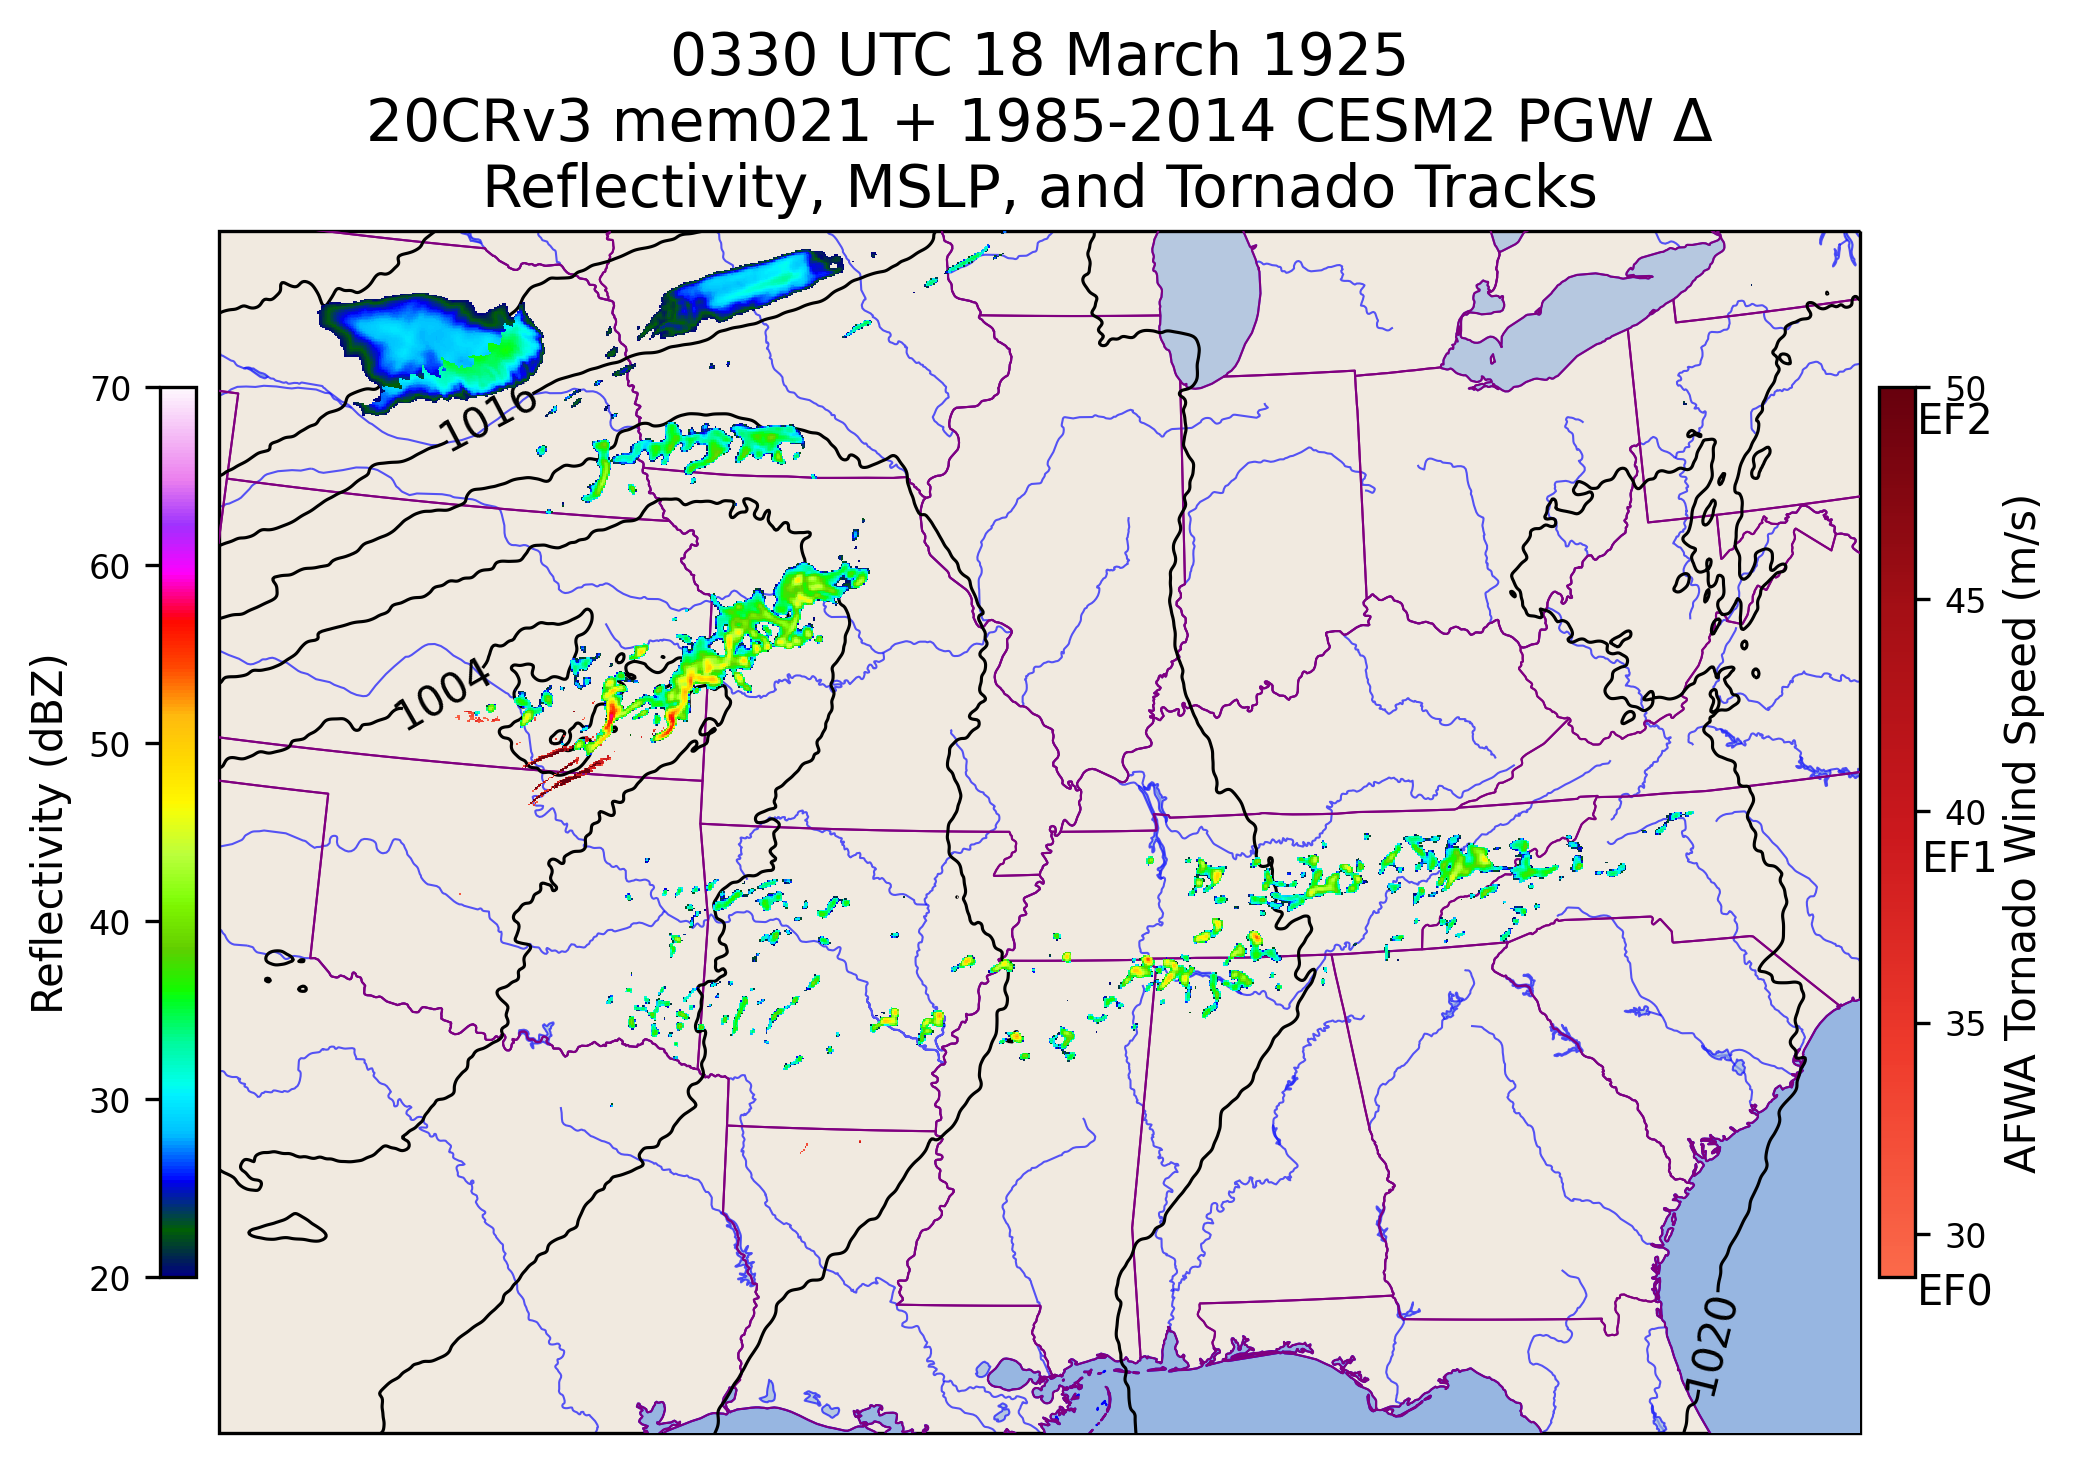 0330 UTC 18 March 1925
20CRv3 mem021 + 1985-2014 CESM2 PGW Δ
Reflectivity, MSLP, and Tornado Tracks
70
60
50
40
30
20
Reflectivity (dBZ)
1016
1004
1020
50
EF2
45
40
EF1
35
30
EF0
AFWA Tornado Wind Speed (m/s)